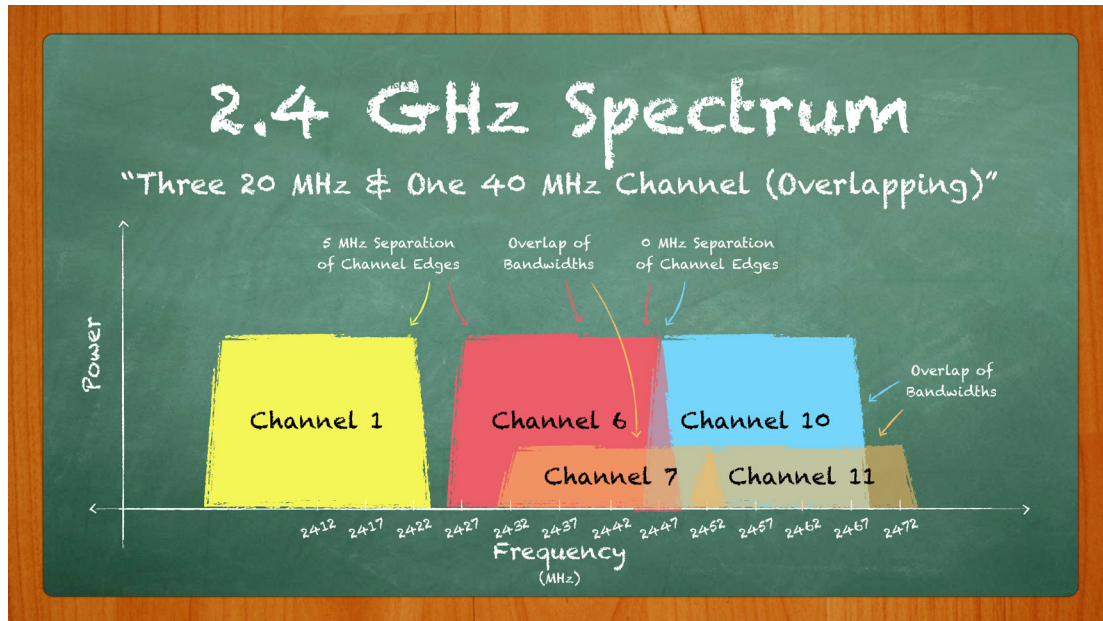 2.4 GHz Spectrum
"Three 20 MHz & One 40 MHz Channel (Overlapping)"
5 MHz Separation
of Channel Edges
Overlap of
Bandwidths
0 MHz Separation
of Channel Edges
Power
Overlap of
Bandwidths
Channel 1
Channel 6
Channel 10
Channel 7
Channel 11
2412 2417 2422 2427 2432 2437 2442 2447 2452 2457 2462 2467 2472
Frequency
(MHz)